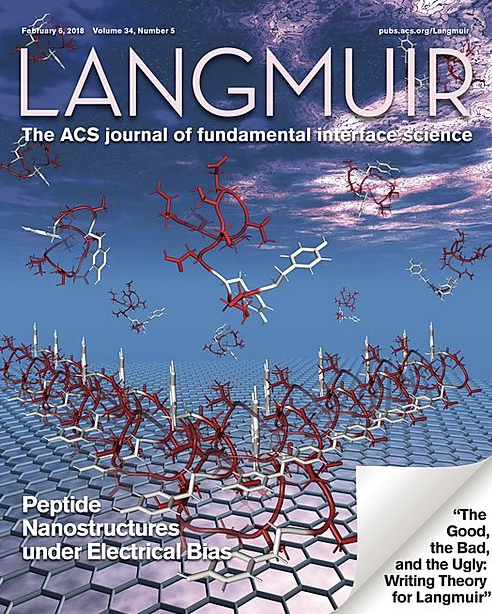 February 6, 2018 Volume 34, Number 5 pubs.acs.org/Langmuir
LANGMUIR
The ACS journal of fundamental interface science
Peptide
Nanostructures
under Electrical Bias
“The
Good,
the Bad,
and the Ugly:
Writing Theory
for Langmuir”